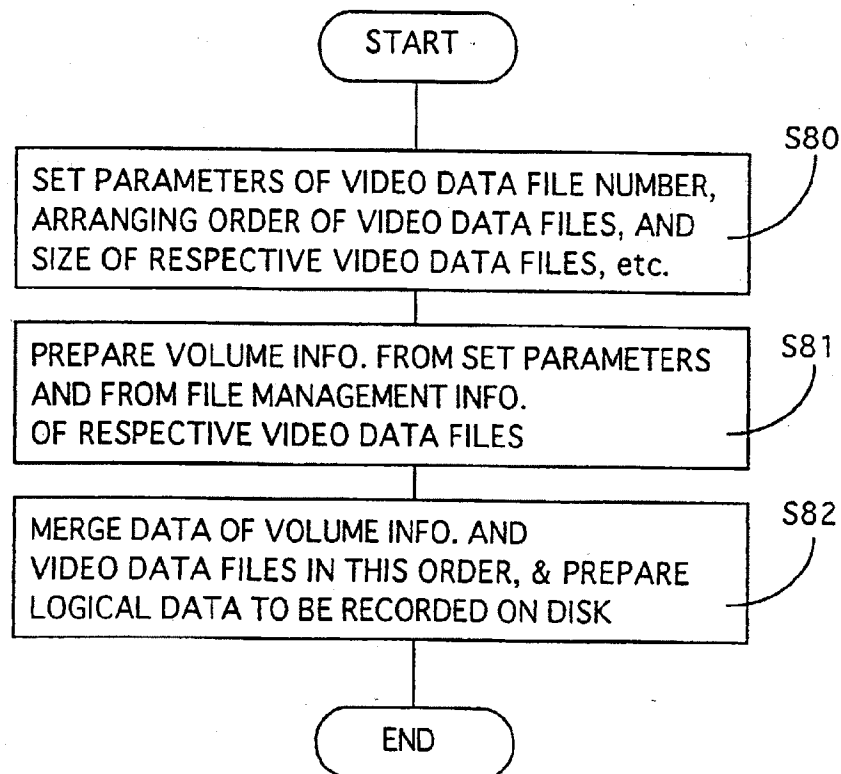 START
S80
SET PARAMETERS OF VIDEO DATA FILE NUMBER,
ARRANGING ORDER OF VIDEO DATA FILES, AND
SIZE OF RESPECTIVE VIDEO DATA FILES, etc.
S81
PREPARE VOLUME INFO. FROM SET PARAMETERS
AND FROM FILE MANAGEMENT INFO.
OF RESPECTIVE VIDEO DATA FILES
S82
MERGE DATA OF VOLUME INFO. AND
VIDEO DATA FILES IN THIS ORDER, & PREPARE
LOGICAL DATA TO BE RECORDED ON DISK
END